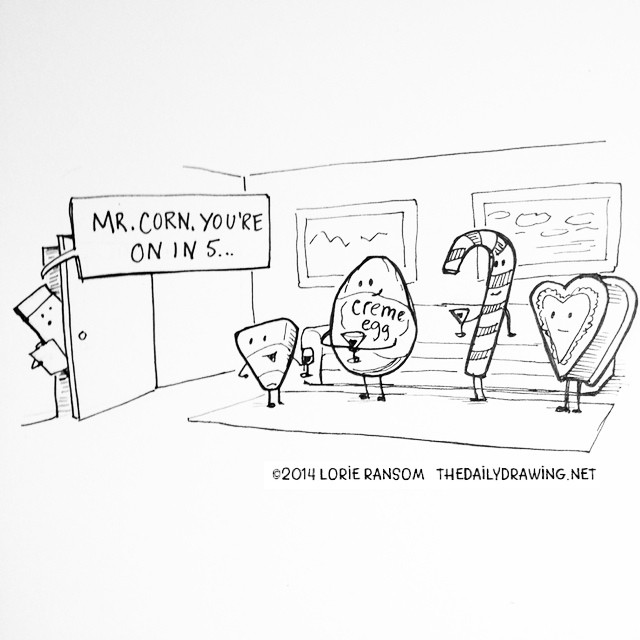 MR. CORN, YOU'RE
ON IN 5...
creme
egg
©2014 LORIE RANSOM THEDAILYDRAWING.NET